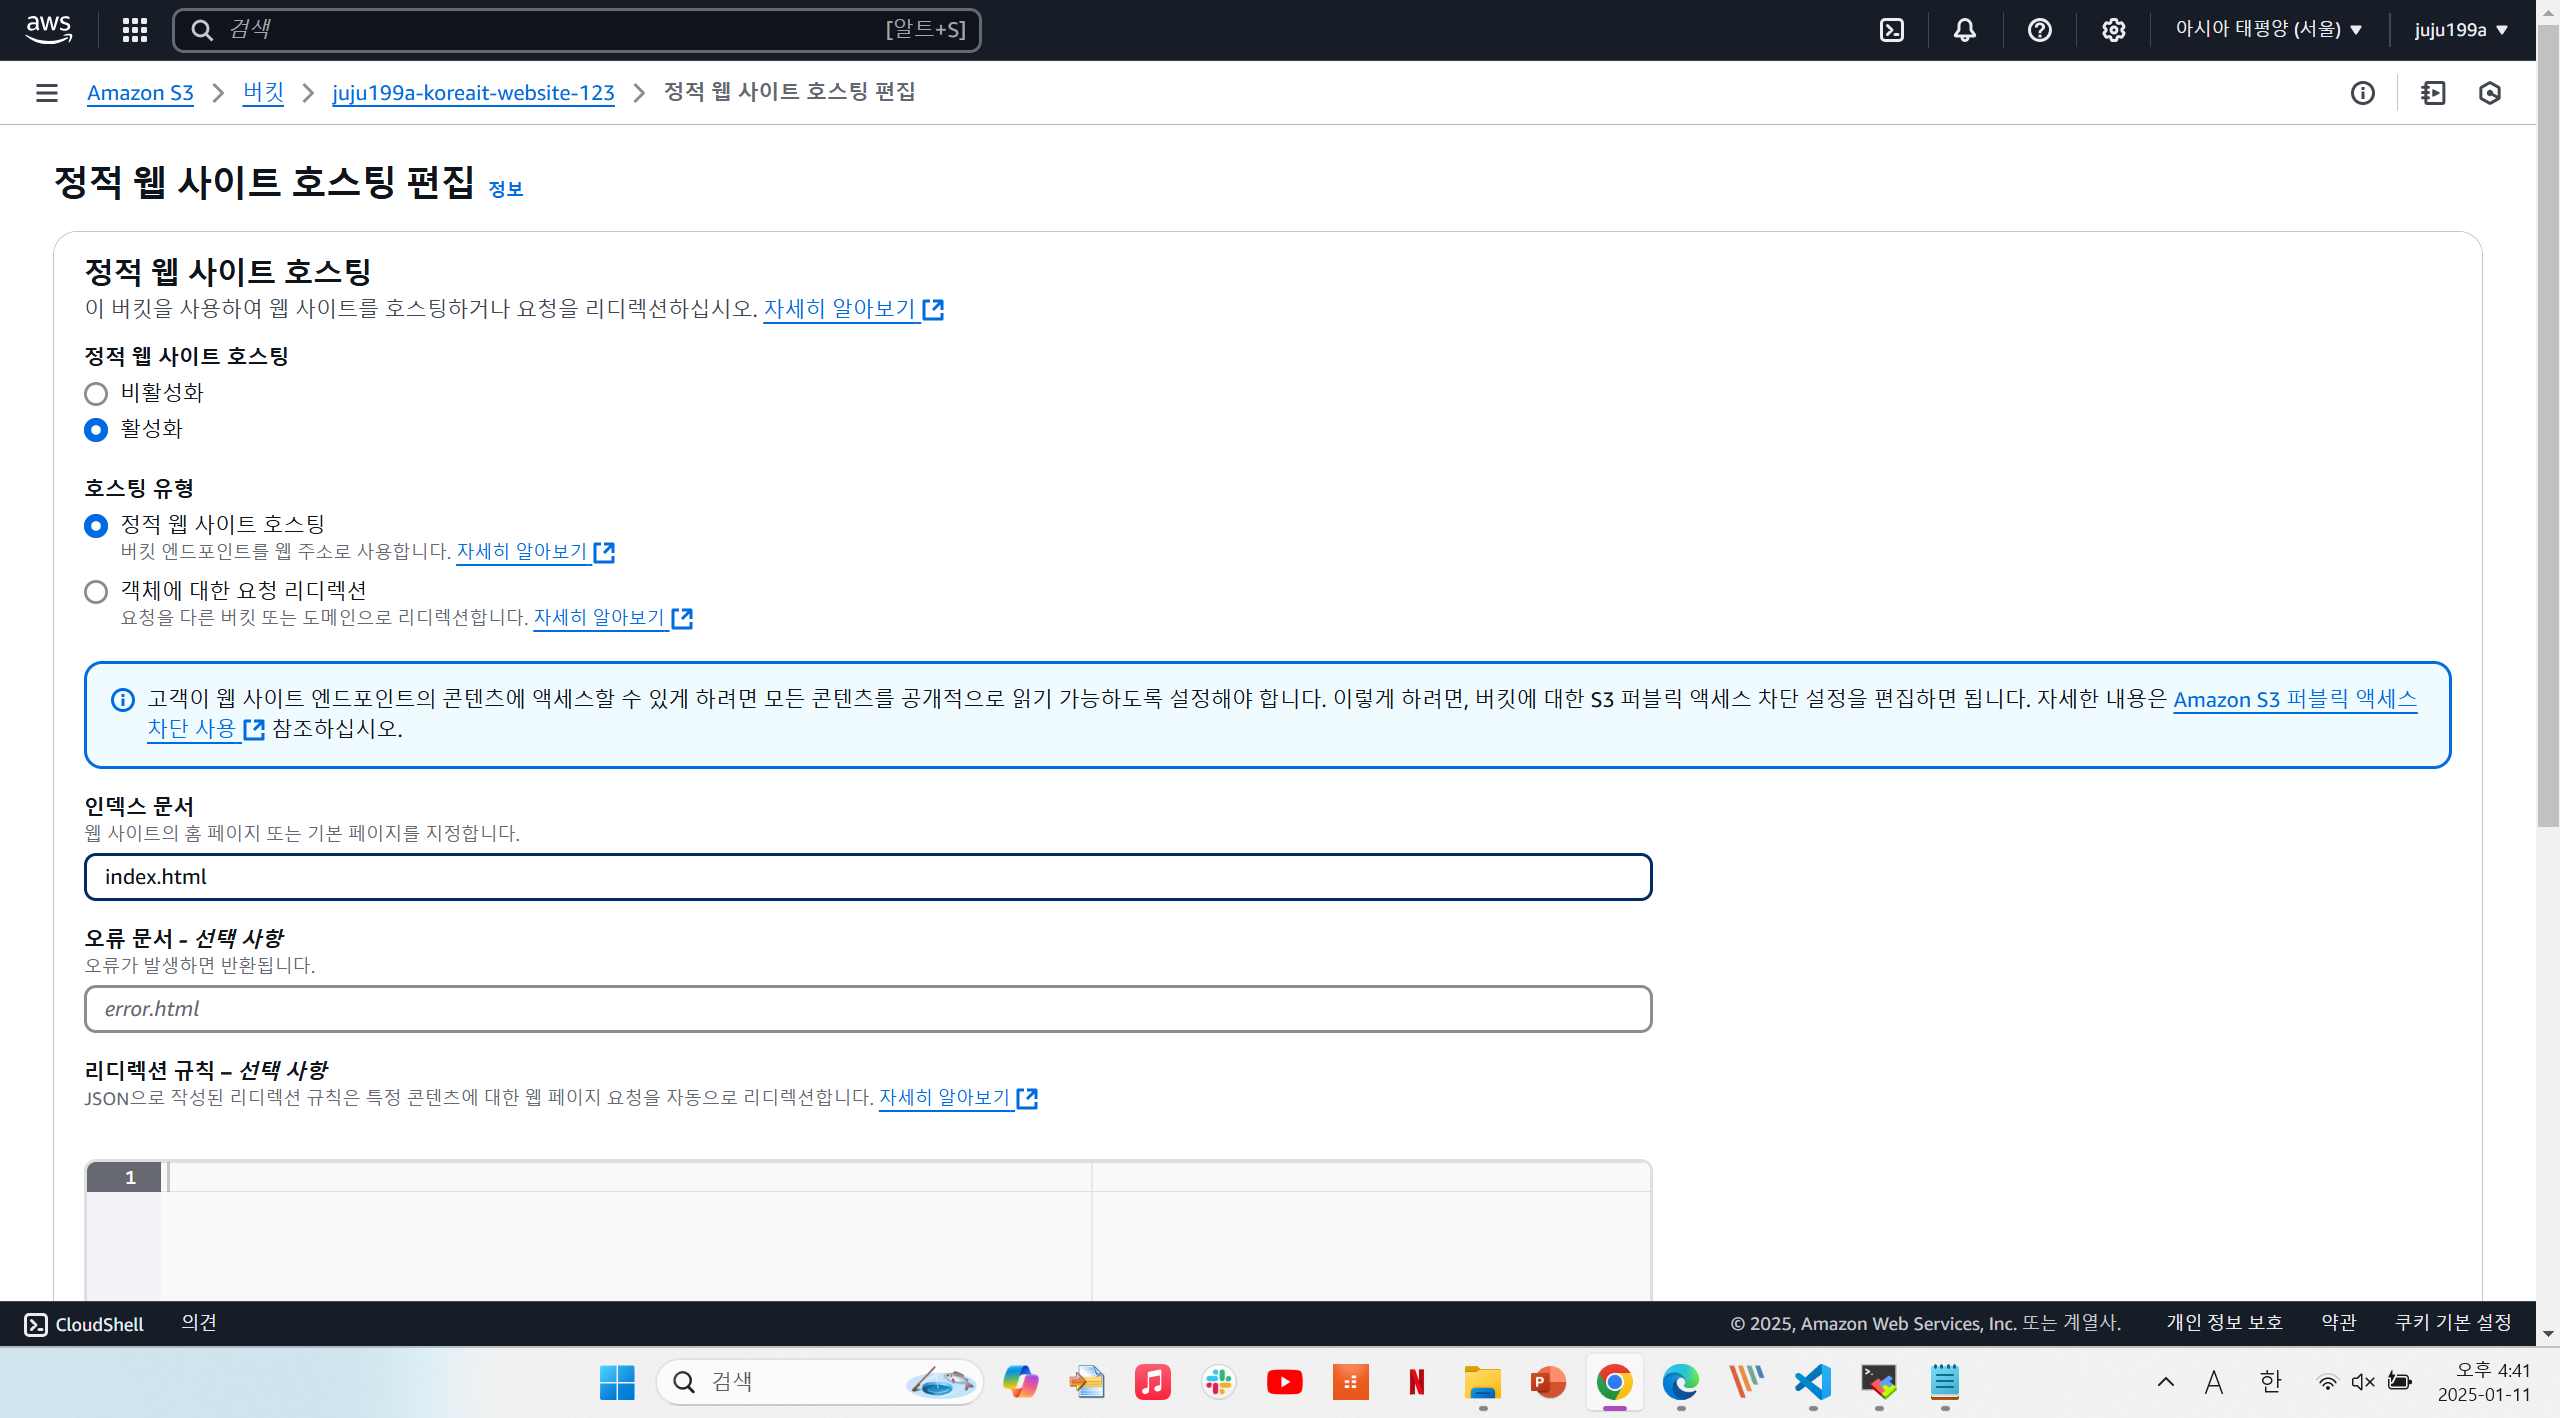 aws
검색
[알트+S]
아시아 태평양 (서울)
juju199a
Amazon S3
버킷
juju199a-koreait-website-123
정적 웹 사이트 호스팅 편집
정적 웹 사이트 호스팅 편집 정보
정적 웹 사이트 호스팅
이 버킷을 사용하여 웹 사이트를 호스팅하거나 요청을 리디렉션하십시오. 자세히 알아보기
정적 웹 사이트 호스팅
비활성화
활성화
호스팅 유형
정적 웹 사이트 호스팅
버킷 엔드포인트를 웹 주소로 사용합니다. 자세히 알아보기
객체에 대한 요청 리디렉션
요청을 다른 버킷 또는 도메인으로 리디렉션합니다. 자세히 알아보기
고객이 웹 사이트 엔드포인트의 콘텐츠에 액세스할 수 있게 하려면 모든 콘텐츠를 공개적으로 읽기 가능하도록 설정해야 합니다. 이렇게 하려면, 버킷에 대한 S3 퍼블릭 액세스 차단 설정을 편집하면 됩니다. 자세한 내용은 Amazon S3 퍼블릭 액세스
차단 사용 참조하십시오.
인덱스 문서
웹 사이트의 홈 페이지 또는 기본 페이지를 지정합니다.
index.html
오류 문서 - 선택 사항
오류가 발생하면 반환됩니다.
error.html
리디렉션 규칙 – 선택 사항
JSON으로 작성된 리디렉션 규칙은 특정 콘텐츠에 대한 웹 페이지 요청을 자동으로 리디렉션합니다. 자세히 알아보기
1
CloudShell
의견
© 2025, Amazon Web Services, Inc. 또는 계열사.
개인 정보 보호
약관
쿠키 기본 설정
검색
A
한
오후 4:41
2025-01-11